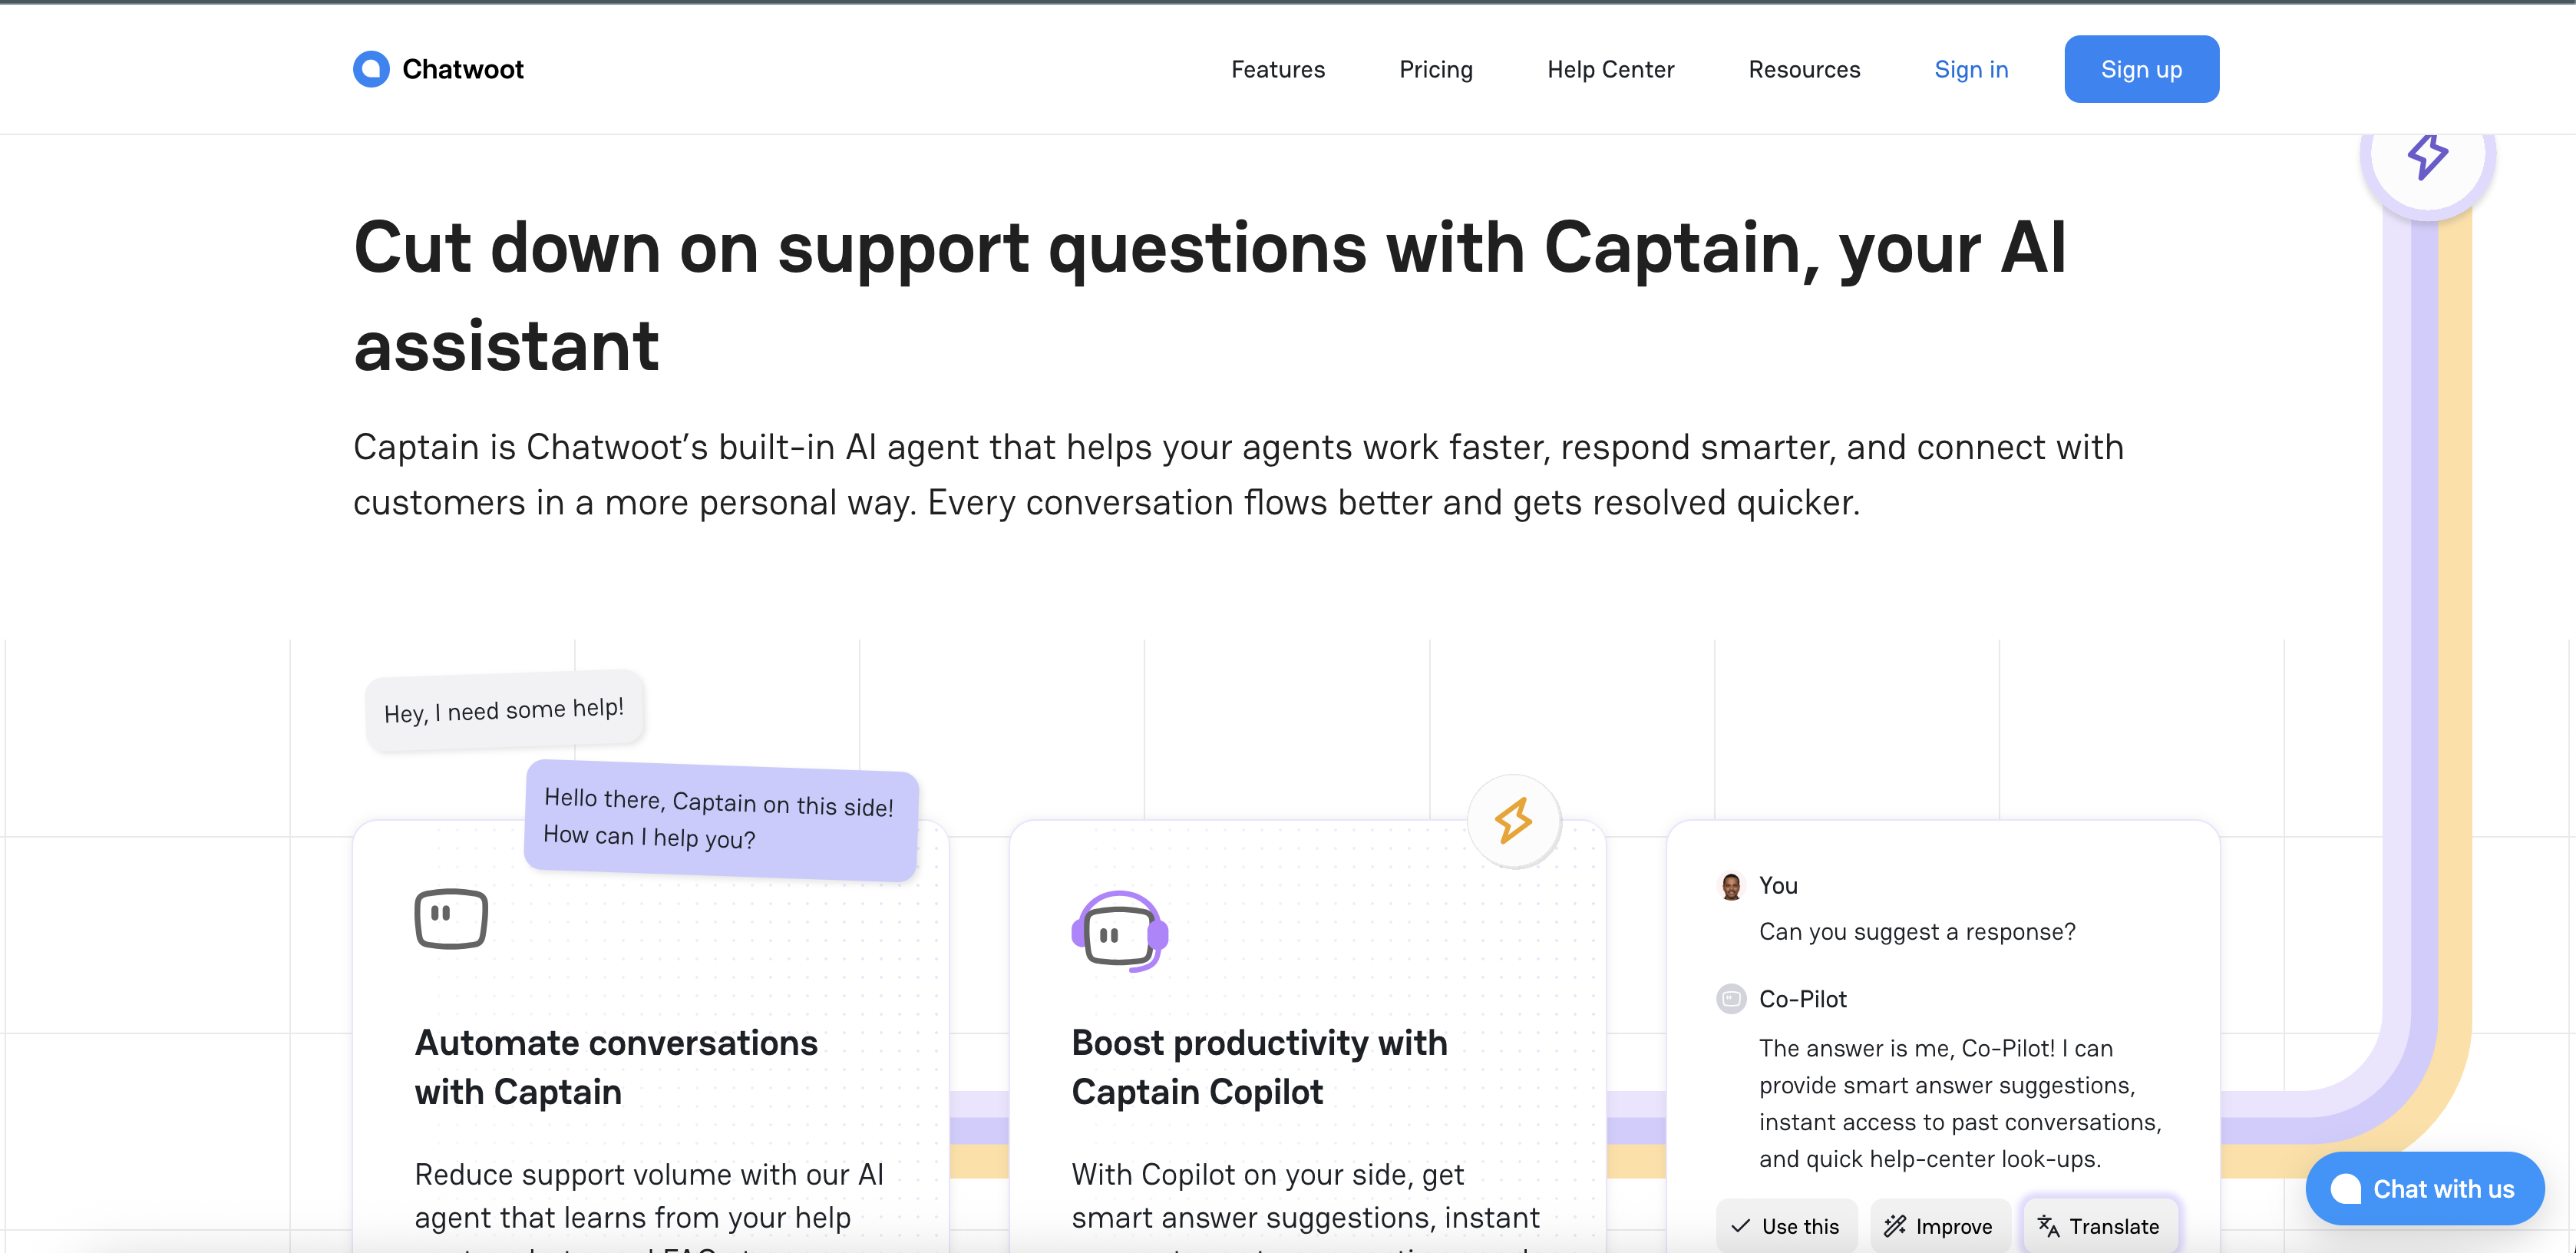 Chatwoot
Features
Pricing
Help Center
Resources
Sign in
Sign up
Cut down on support questions with Captain, your AI
assistant
Captain is Chatwoot’s built-in AI agent that helps your agents work faster, respond smarter, and connect with
customers in a more personal way. Every conversation flows better and gets resolved quicker.
Hey, I need some help!
Hello there, Captain on this side!
How can I help you?
Automate conversations
with Captain
Reduce support volume with our AI
agent that learns from your help
Boost productivity with
Captain Copilot
With Copilot on your side, get
smart answer suggestions, instant
You
Can you suggest a response?
Co-Pilot
The answer is me, Co-Pilot! I can
provide smart answer suggestions,
instant access to past conversations,
and quick help-center look-ups.
Use this
Improve
Translate
Chat with us